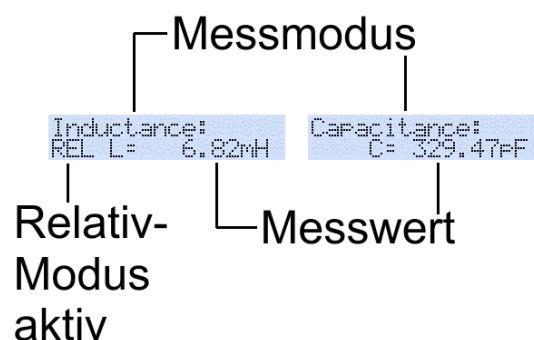 Messmodus
Inductance:
REL L= 6.82mH
Capacitance:
C= 329.47pF
Relativ-
Modus
aktiv
Messwert